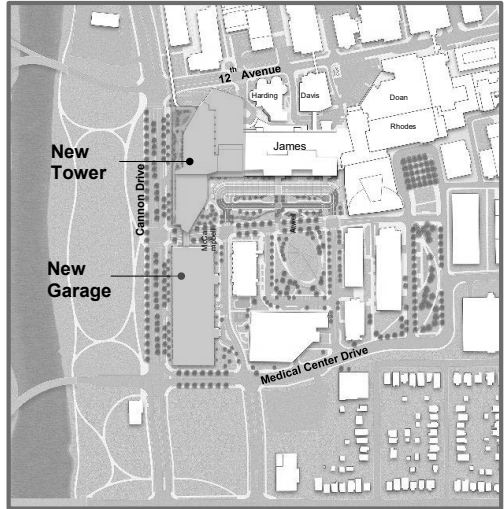 12th Avenue
Harding
Davis
Doan
Rhodes
James
New
Tower
Cannon Drive
New
Garage
Medical Center Drive